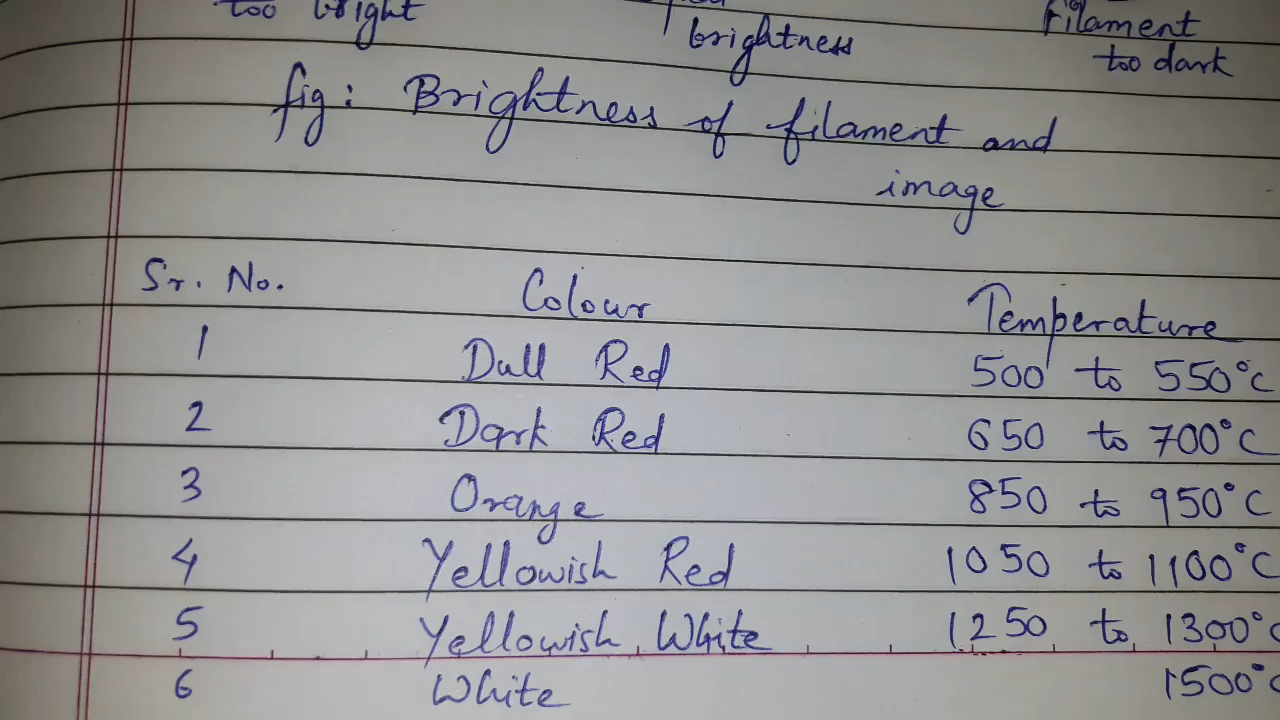 too bright
brightness
filament
too dark
fig: Brightness of filament and
image
Sr. No. Colour Temperature
1 Dull Red 500 to 550°C
2 Dark Red 650 to 700°C
3 Orange 850 to 950°C
4 Yellowish Red 1050 to 1100°C
5 Yellowish White 1250 to 1300°C
6 White 1500°C